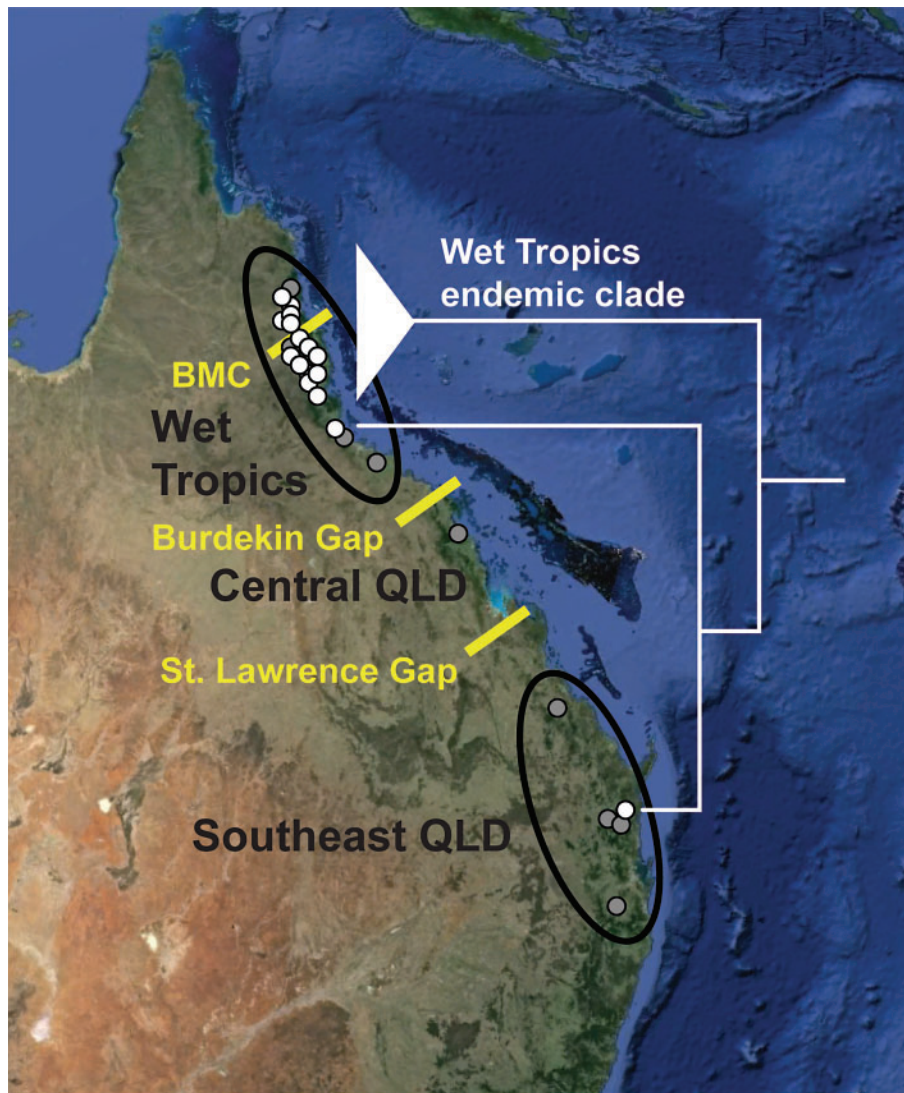 Wet Tropics
endemic clade
BMC
Wet
Tropics
Burdekin Gap
Central QLD
St. Lawrence Gap
Southeast QLD